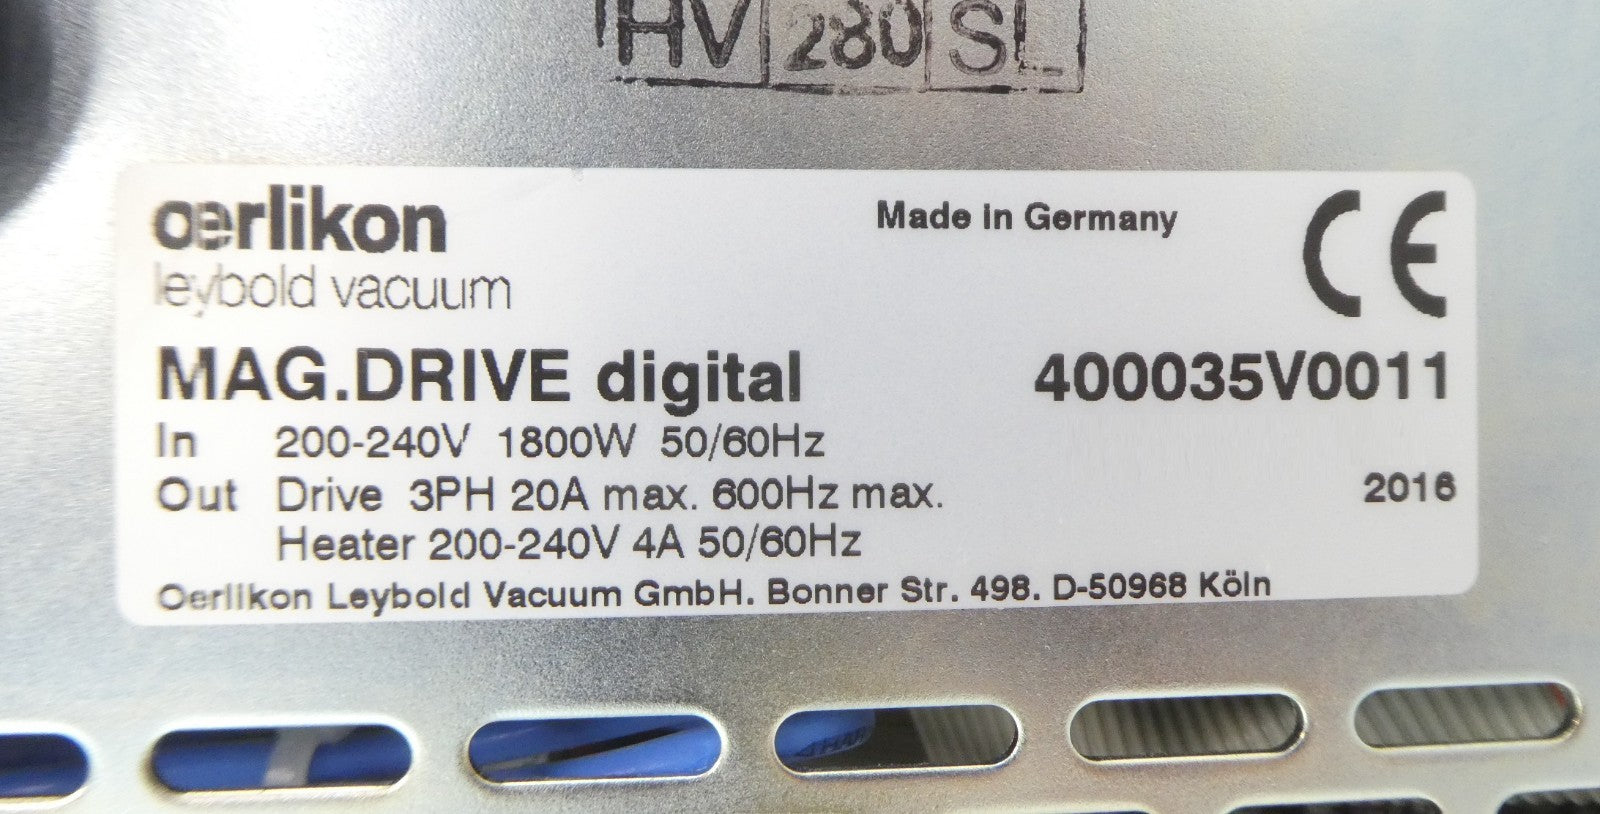 HV 280 SL
oerlikon
leybold vacuum
Made in Germany
CE
MAG.DRIVE digital 400035V0011
In 200-240V 1800W 50/60Hz
2016
Out Drive 3PH 20A max. 600Hz max.
Heater 200-240V 4A 50/60Hz
Oerlikon Leybold Vacuum GmbH. Bonner Str. 498. D-50968 Köln